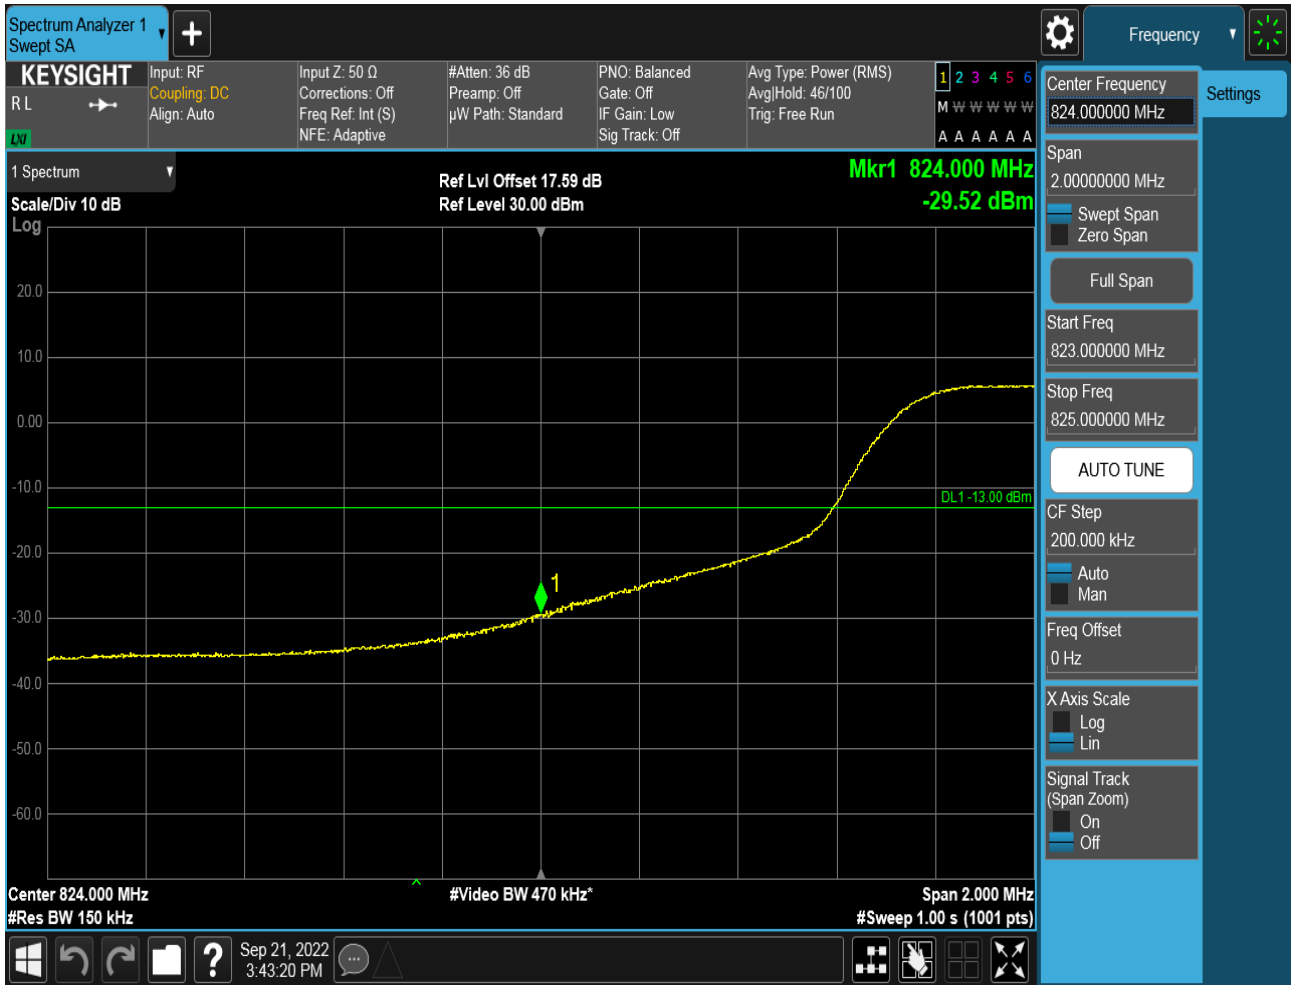 Spectrum Analyzer 1
Swept SA
Frequency
KEYSIGHT
R L
LXI
Input: RF
Coupling: DC
Align: Auto
Input Z: 50 Ω
Corrections: Off
Freq Ref: Int (S)
NFE: Adaptive
#Atten: 36 dB
Preamp: Off
µW Path: Standard
PNO: Balanced
Gate: Off
IF Gain: Low
Sig Track: Off
Avg Type: Power (RMS)
Avg|Hold: 46/100
Trig: Free Run
1 2 3 4 5 6
M W W W W W
A A A A A A
1 Spectrum
Scale/Div 10 dB
Log
Ref Lvl Offset 17.59 dB
Ref Level 30.00 dBm
Mkr1 824.000 MHz
-29.52 dBm
20.0
10.0
0.00
-10.0
DL1 -13.00 dBm
-20.0
1
-30.0
-40.0
-50.0
-60.0
Center 824.000 MHz
#Video BW 470 kHz*
Span 2.000 MHz
#Res BW 150 kHz
#Sweep 1.00 s (1001 pts)
?
Sep 21, 2022
3:43:20 PM
Center Frequency
824.000000 MHz
Settings
Span
2.00000000 MHz
Swept Span
Zero Span
Full Span
Start Freq
823.000000 MHz
Stop Freq
825.000000 MHz
AUTO TUNE
CF Step
200.000 kHz
Auto
Man
Freq Offset
0 Hz
X Axis Scale
Log
Lin
Signal Track
(Span Zoom)
On
Off